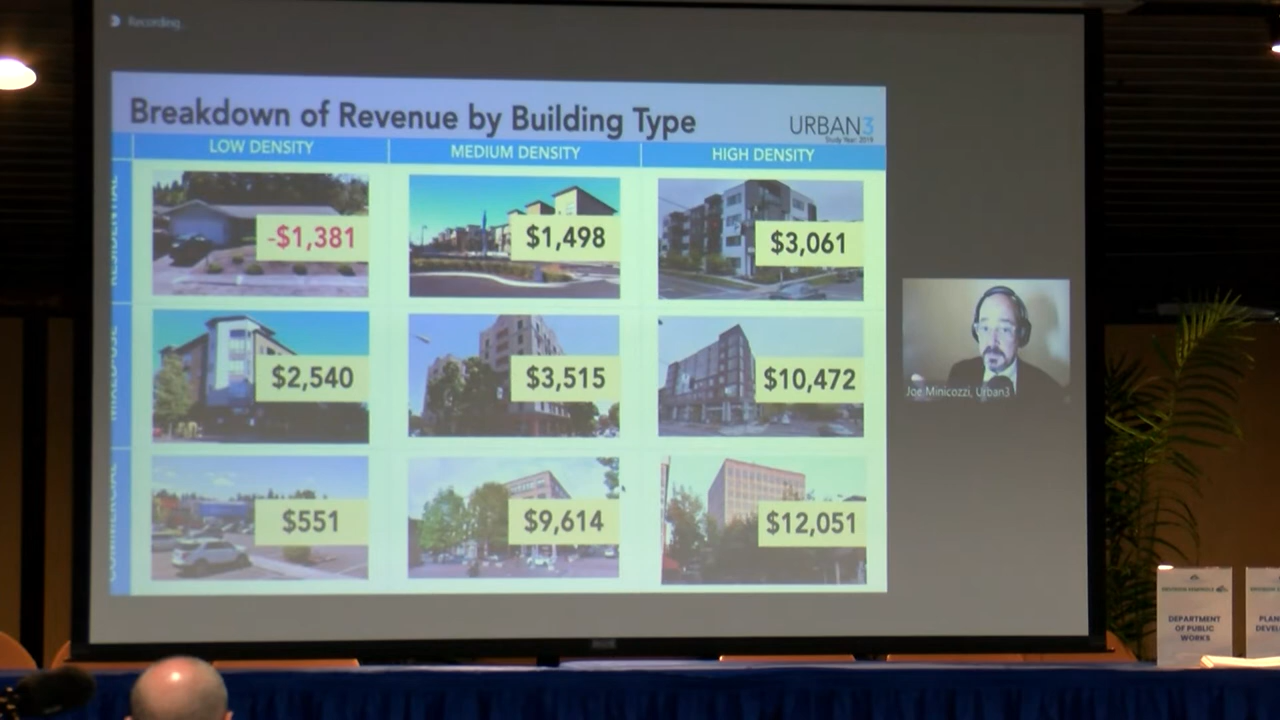 Recording...
Breakdown of Revenue by Building Type
URBAN3
Study Year: 2019
LOW DENSITY
MEDIUM DENSITY
HIGH DENSITY
RESIDENTIAL
-$1,381
$1,498
$3,061
MIXED-USE
$2,540
$3,515
$10,472
COMMERCIAL
$551
$9,614
$12,051
Joe Minicozzi, Urban3
DEPARTMENT
OF PUBLIC
WORKS